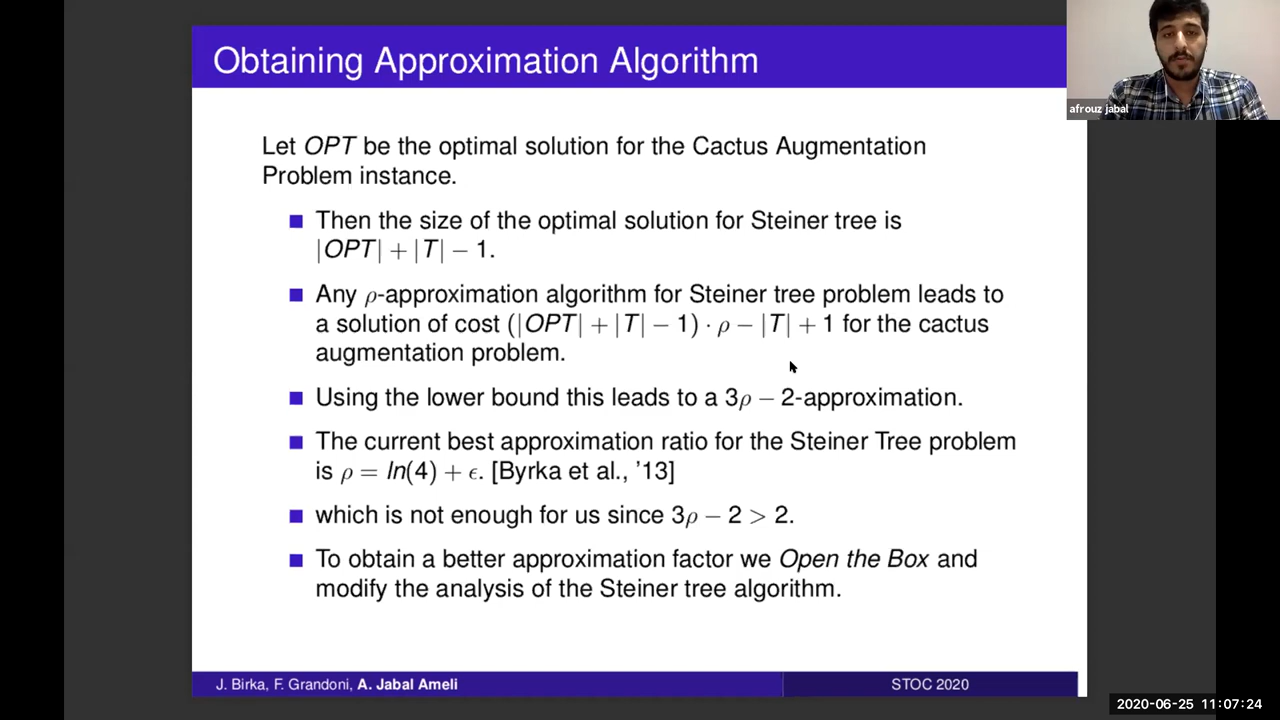 Obtaining Approximation Algorithm
afrouz jabal
Let OPT be the optimal solution for the Cactus Augmentation
Problem instance.
Then the size of the optimal solution for Steiner tree is
|OPT| + |T| − 1.
Any ρ-approximation algorithm for Steiner tree problem leads to
a solution of cost (|OPT| + |T| − 1) · ρ − |T| + 1 for the cactus
augmentation problem.
Using the lower bound this leads to a 3ρ − 2-approximation.
The current best approximation ratio for the Steiner Tree problem
is ρ = ln(4) + ϵ. [Byrka et al., '13]
which is not enough for us since 3ρ − 2 > 2.
To obtain a better approximation factor we Open the Box and
modify the analysis of the Steiner tree algorithm.
J. Birka, F. Grandoni, A. Jabal Ameli
STOC 2020
2020-06-25 11:07:24